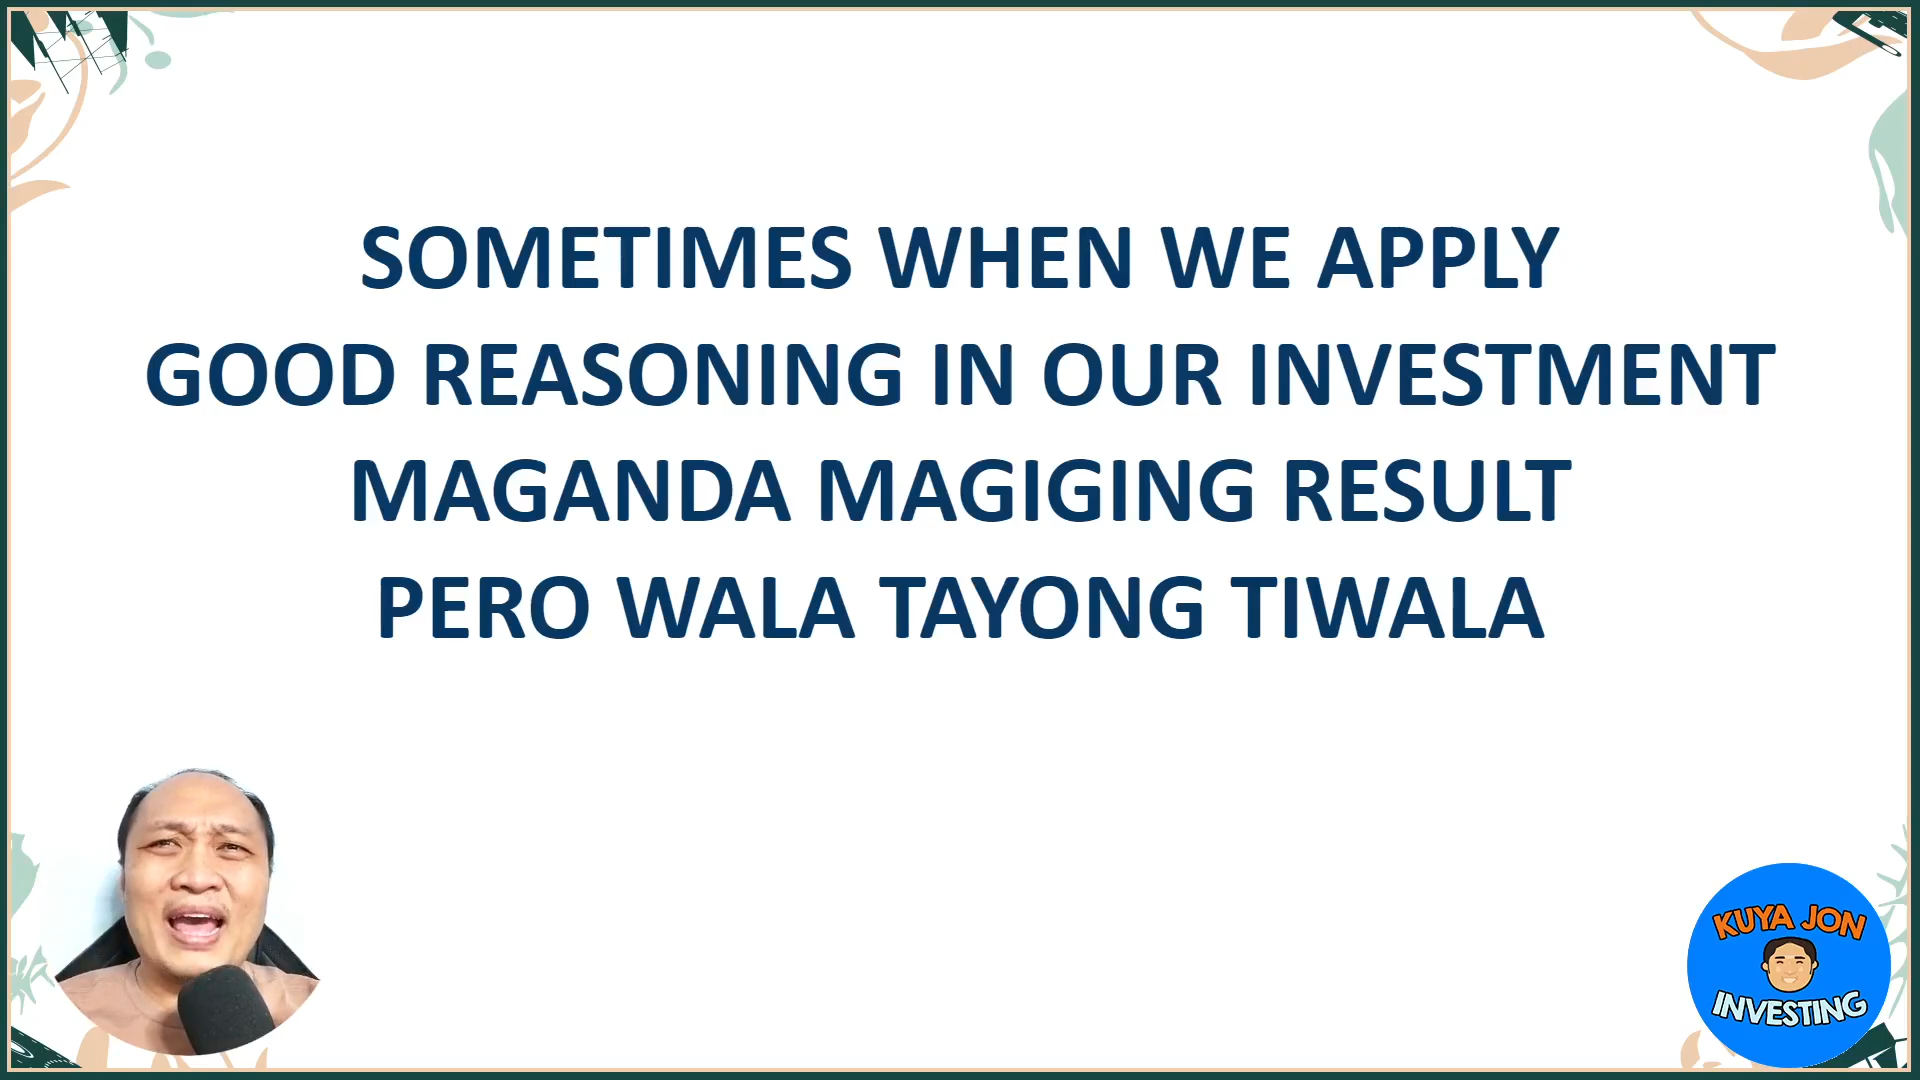 SOMETIMES WHEN WE APPLY
GOOD REASONING IN OUR INVESTMENT
MAGANDA MAGIGING RESULT
PERO WALA TAYONG TIWALA
KUYA JON
INVESTING